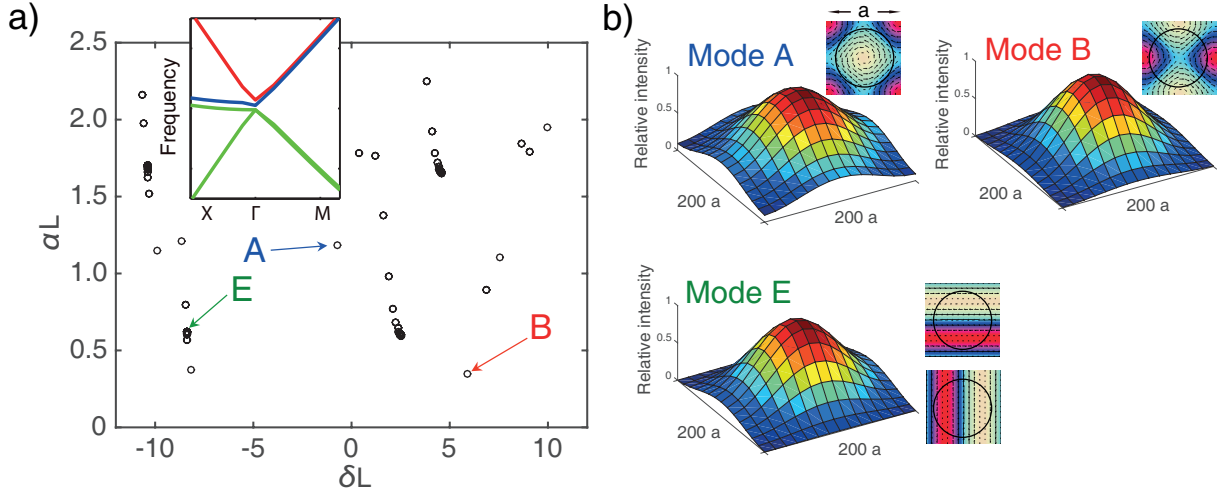 a)
αL
2.5
2.0
1.5
1.0
0.5
0
-10
-5
0
5
10
δL
Frequency
X
Γ
M
A
E
B
b)
a
Mode A
Relative intensity
1
0.5
0
200 a
200 a
Mode B
Relative intensity
1
0.5
0
200 a
200 a
Mode E
Relative intensity
1
0.5
0
200 a
200 a